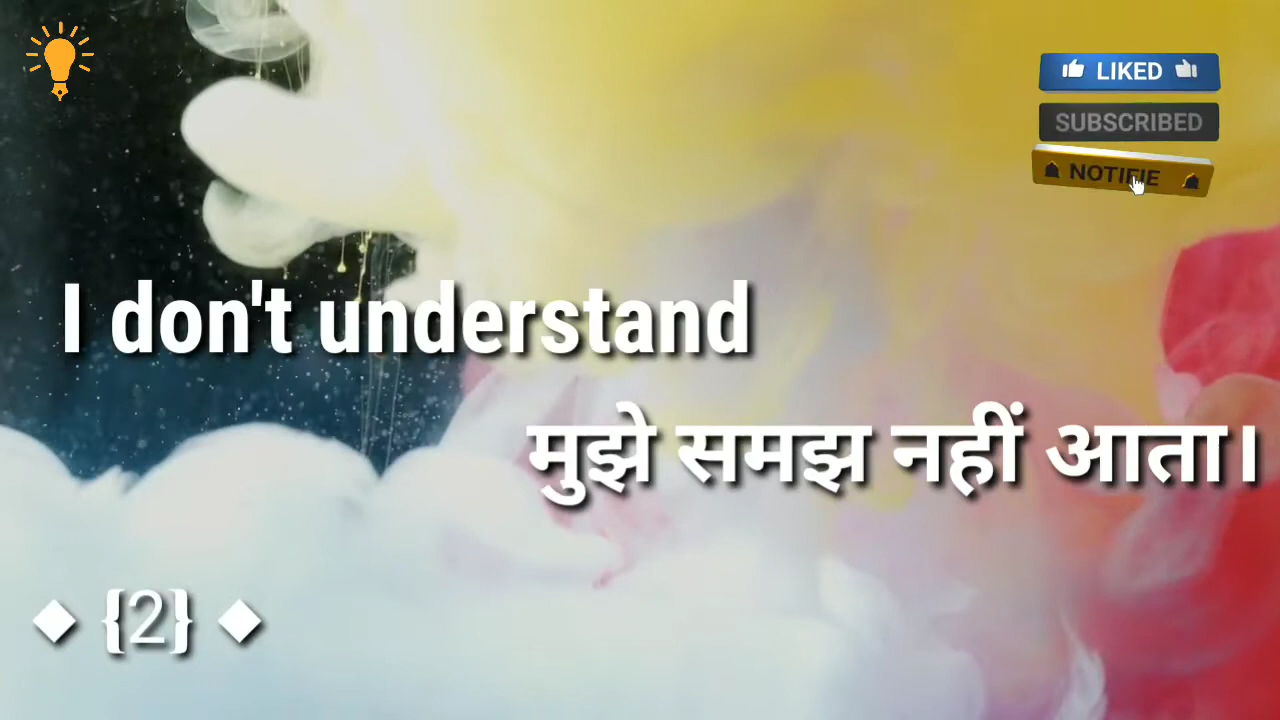 LIKED
SUBSCRIBED
NOTIFIE
I don't understand
मुझे समझ नहीं आता।
◆ {2} ◆